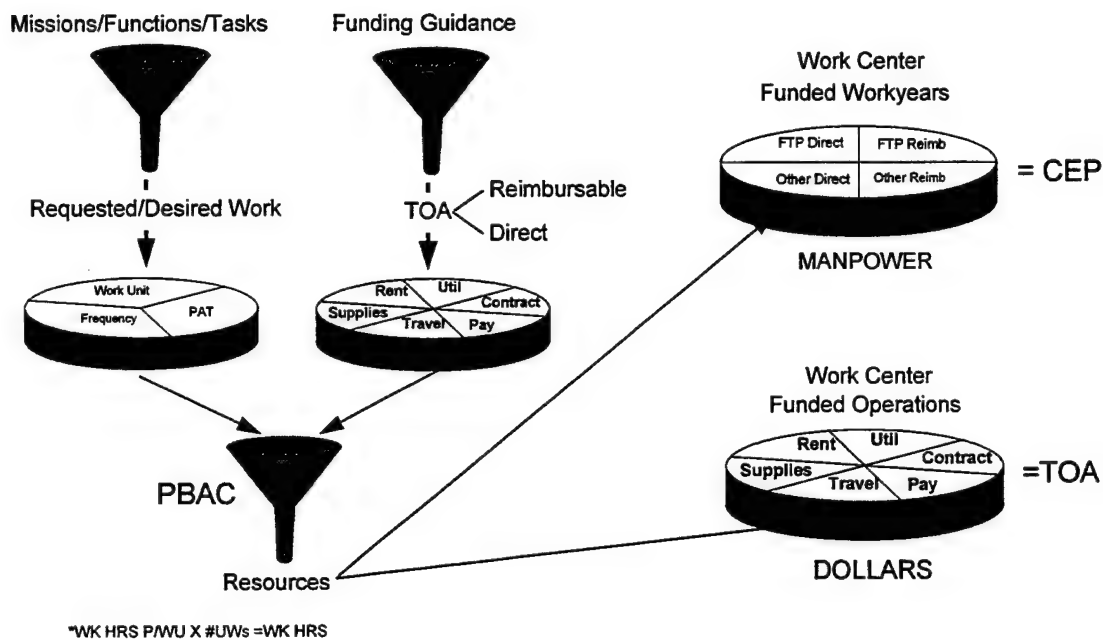 Missions/Functions/Tasks
Funding Guidance
Requested/Desired Work
TOA
Reimbursable
Direct
Work Unit
Frequency
PAT
Rent
Util
Contract
Supplies
Travel
Pay
PBAC
Resources
*WK HRS P/WU X #UWs =WK HRS
Work Center
Funded Workyears
FTP Direct
FTP Reimb
Other Direct
Other Reimb
= CEP
MANPOWER
Work Center
Funded Operations
Rent
Util
Contract
Supplies
Travel
Pay
=TOA
DOLLARS